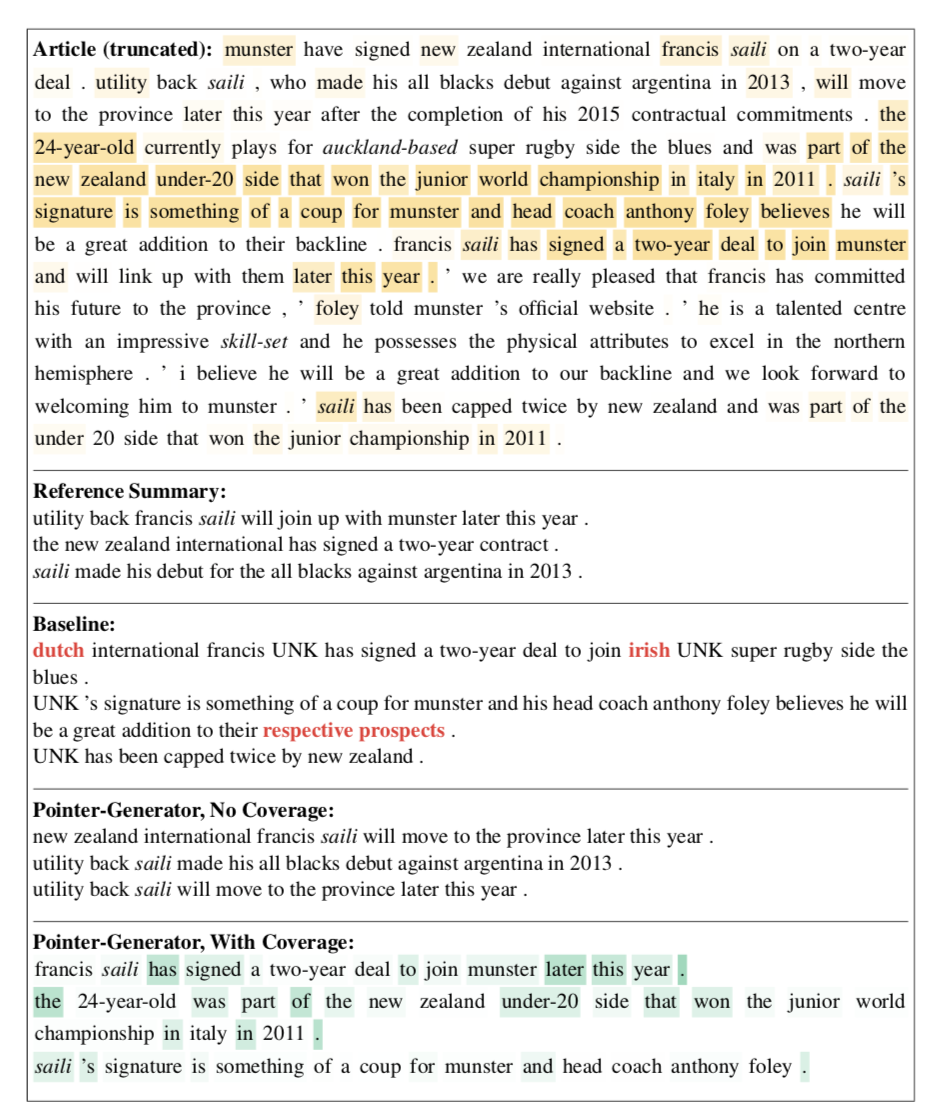 Article (truncated): munster have signed new zealand international francis saili on a two-year
deal . utility back saili , who made his all blacks debut against argentina in 2013 , will move
to the province later this year after the completion of his 2015 contractual commitments . the
24-year-old currently plays for auckland-based super rugby side the blues and was part of the
new zealand under-20 side that won the junior world championship in italy in 2011 . saili 's
signature is something of a coup for munster and head coach anthony foley believes he will
be a great addition to their backline . francis saili has signed a two-year deal to join munster
and will link up with them later this year . ' we are really pleased that francis has committed
his future to the province , ' foley told munster 's official website . ' he is a talented centre
with an impressive skill-set and he possesses the physical attributes to excel in the northern
hemisphere . ' i believe he will be a great addition to our backline and we look forward to
welcoming him to munster . ' saili has been capped twice by new zealand and was part of the
under 20 side that won the junior championship in 2011 .
Reference Summary:
utility back francis saili will join up with munster later this year .
the new zealand international has signed a two-year contract .
saili made his debut for the all blacks against argentina in 2013 .
Baseline:
dutch international francis UNK has signed a two-year deal to join irish UNK super rugby side the
blues .
UNK 's signature is something of a coup for munster and his head coach anthony foley believes he will
be a great addition to their respective prospects .
UNK has been capped twice by new zealand .
Pointer-Generator, No Coverage:
new zealand international francis saili will move to the province later this year .
utility back saili made his all blacks debut against argentina in 2013 .
utility back saili will move to the province later this year .
Pointer-Generator, With Coverage:
francis saili has signed a two-year deal to join munster later this year .
the 24-year-old was part of the new zealand under-20 side that won the junior world
championship in italy in 2011 .
saili 's signature is something of a coup for munster and head coach anthony foley .